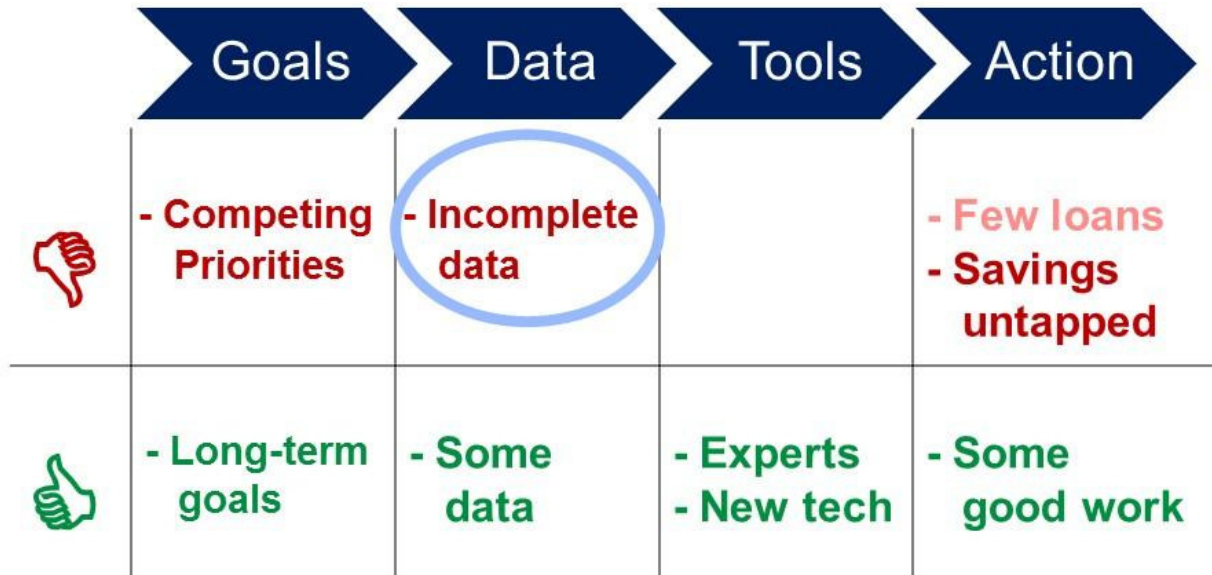 Goals
Data
Tools
Action
- Competing
Priorities
- Incomplete
data
- Few loans
- Savings
untapped
- Long-term
goals
- Some
data
- Experts
- New tech
- Some
good work